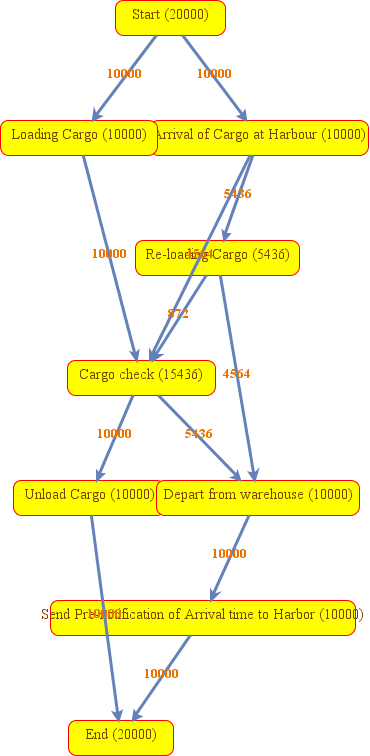 Start (20000)
10000
10000
Loading Cargo (10000)
Arrival of Cargo at Harbour (10000)
5436
10000
4564
Re-loading Cargo (5436)
872
4564
Cargo check (15436)
10000
5436
Unload Cargo (10000)
Depart from warehouse (10000)
10000
10000
Send Pre-notification of Arrival time to Harbor (10000)
10000
End (20000)